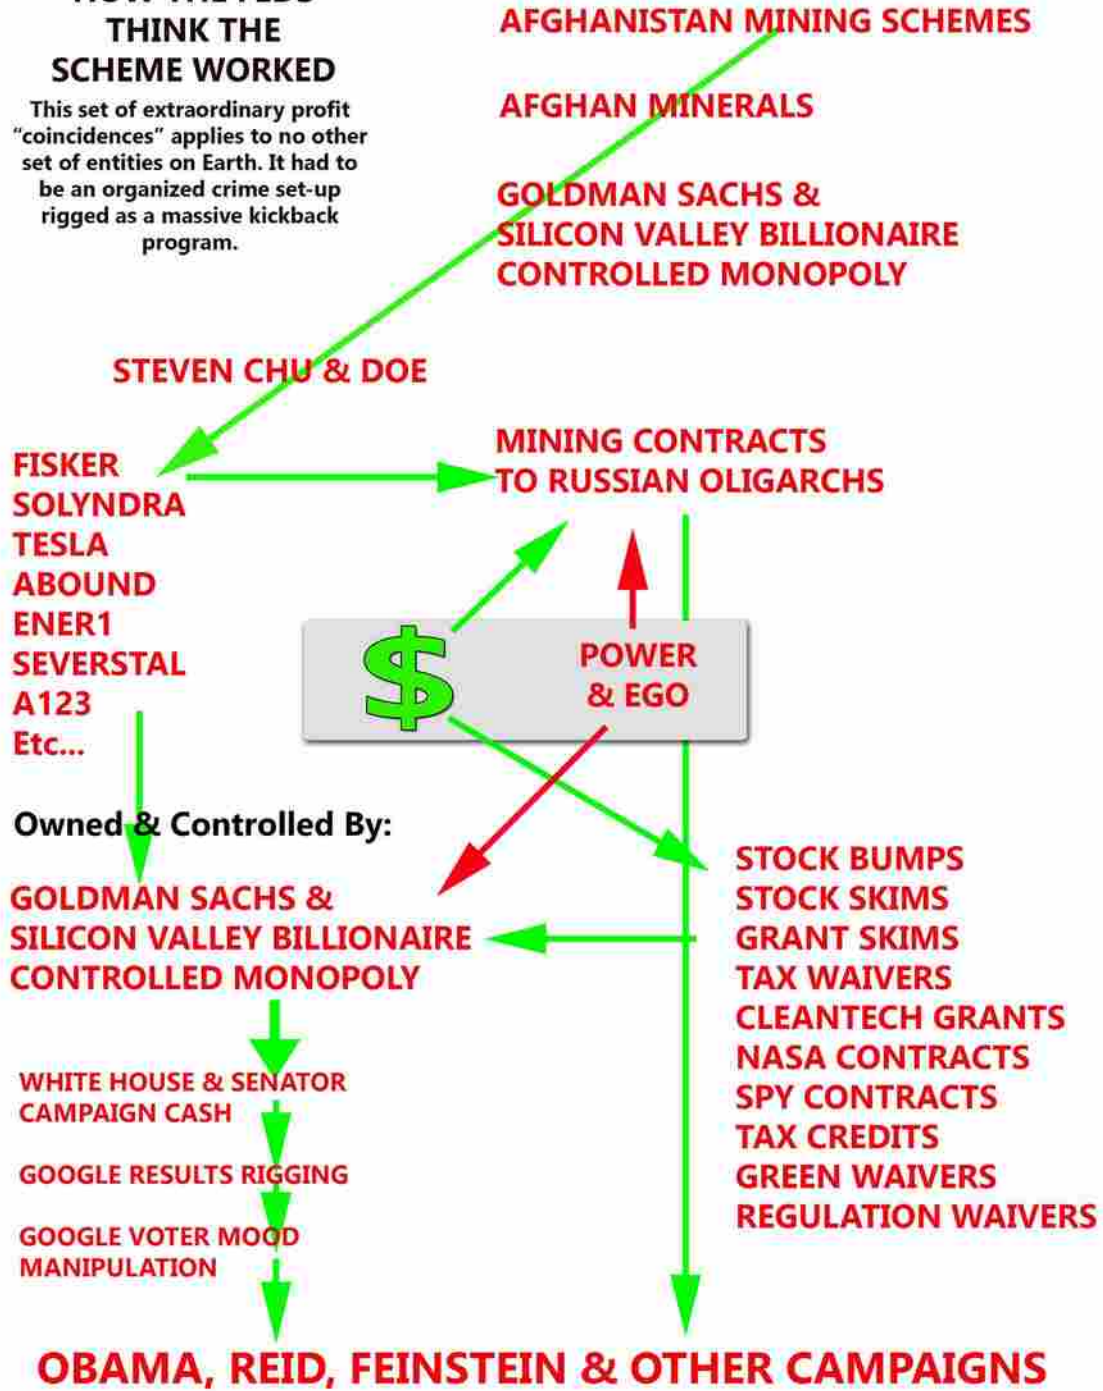 HOW THE FEDS
THINK THE
SCHEME WORKED
This set of extraordinary profit
“coincidences” applies to no other
set of entities on Earth. It had to
be an organized crime set-up
rigged as a massive kickback
program.
AFGHANISTAN MINING SCHEMES
AFGHAN MINERALS
GOLDMAN SACHS &
SILICON VALLEY BILLIONAIRE
CONTROLLED MONOPOLY
STEVEN CHU & DOE
FISKER
SOLYNDRA
TESLA
ABOUND
ENER1
SEVERSTAL
A123
Etc...
MINING CONTRACTS
TO RUSSIAN OLIGARCHS
$
POWER
& EGO
Owned & Controlled By:
GOLDMAN SACHS &
SILICON VALLEY BILLIONAIRE
CONTROLLED MONOPOLY
STOCK BUMPS
STOCK SKIMS
GRANT SKIMS
TAX WAIVERS
CLEANTECH GRANTS
NASA CONTRACTS
SPY CONTRACTS
TAX CREDITS
GREEN WAIVERS
REGULATION WAIVERS
WHITE HOUSE & SENATOR
CAMPAIGN CASH
GOOGLE RESULTS RIGGING
GOOGLE VOTER MOOD
MANIPULATION
OBAMA, REID, FEINSTEIN & OTHER CAMPAIGNS